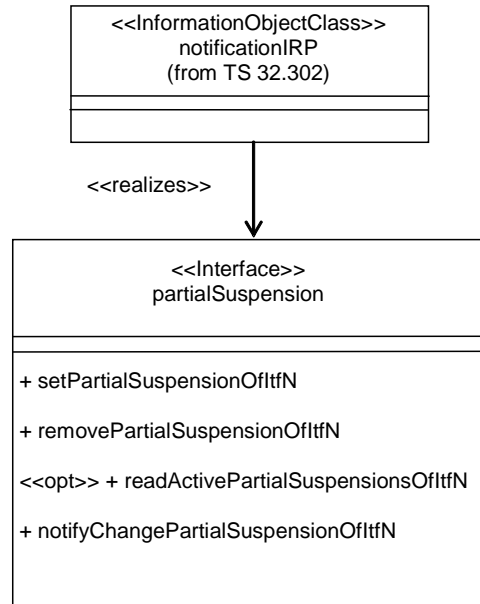 <<InformationObjectClass>>
notificationIRP
(from TS 32.302)
<<realizes>>
<<Interface>>
partialSuspension
+ setPartialSuspensionOfItfN
+ removePartialSuspensionOfItfN
<<opt>> + readActivePartialSuspensionsOfItfN
+ notifyChangePartialSuspensionOfItfN